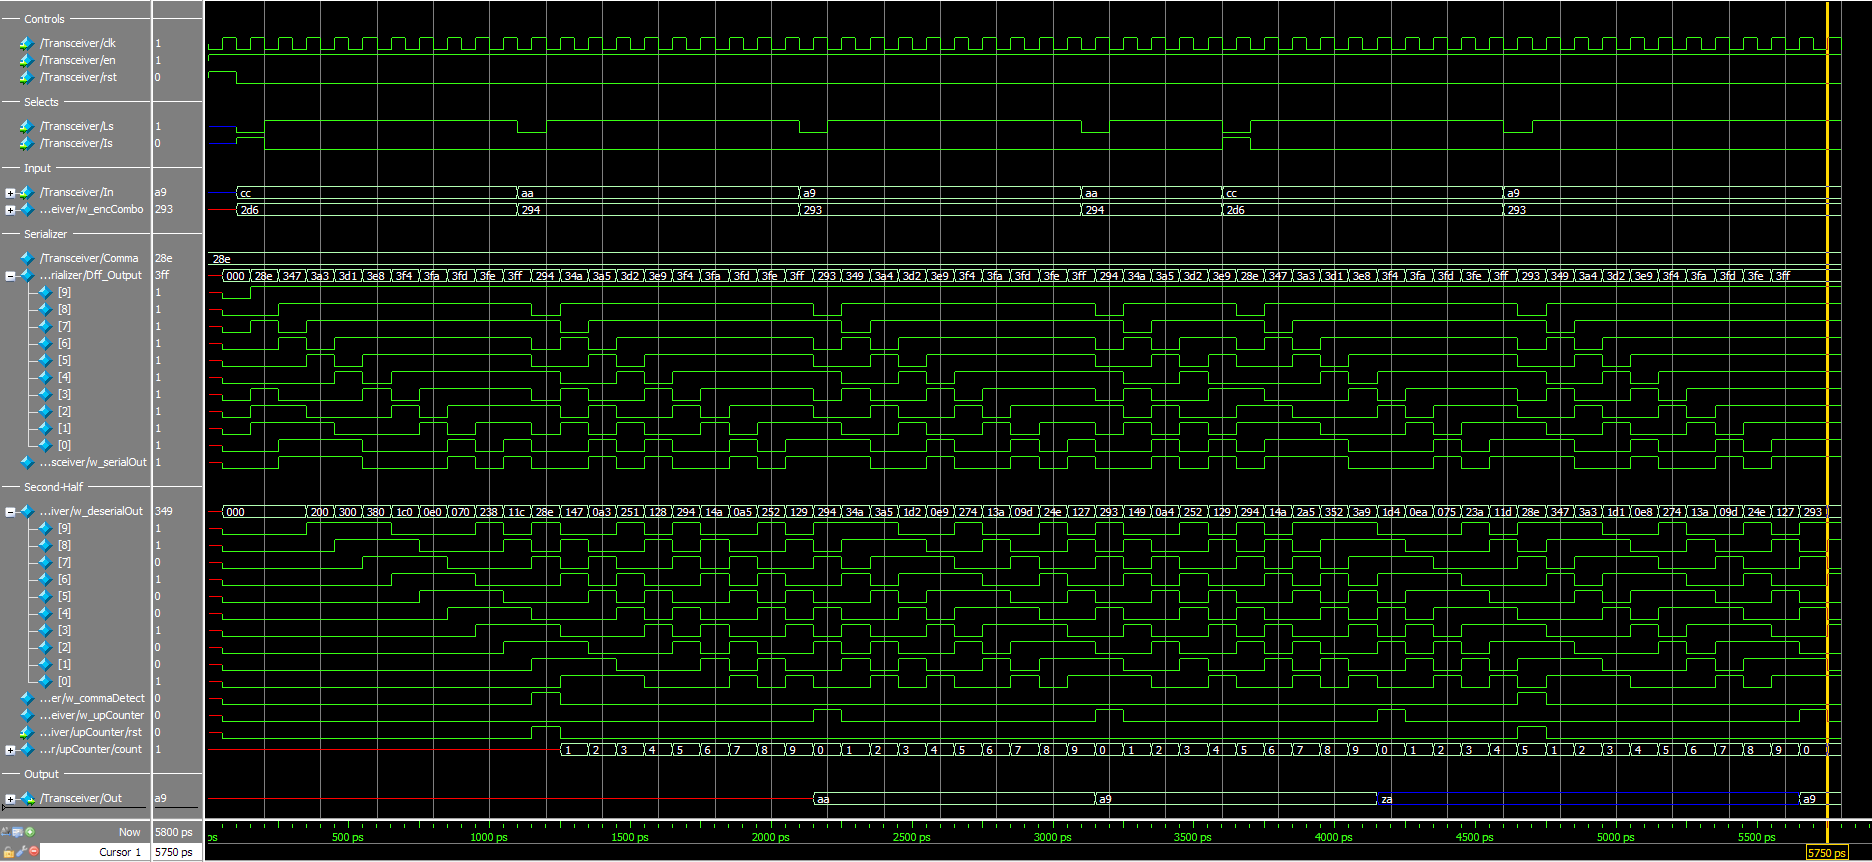 Controls
/Transceiver/clk 1
/Transceiver/en 1
/Transceiver/rst 0
Selects
/Transceiver/Ls 1
/Transceiver/Is 0
Input
/Transceiver/In a9 cc aa a9 aa cc a9
...eiver/w_encCombo 293 2d6 294 293 294 2d6 293
Serializer
/Transceiver/Comma 28e 28e
...rializer/Dff_Output 3ff 000 28e 347 3a3 3d1 3e8 3f4 3fa 3fd 3fe 3ff 294 34a 3a5 3d2 3e9 3f4 3fa 3fd 3fe 3ff 293 349 3a4 3d2 3e9 3f4 3fa 3fd 3fe 3ff 294 34a 3a5 3d2 3e9 28e 347 3a3 3d1 3e8 3f4 3fa 3fd 3fe 3ff 293 349 3a4 3d2 3e9 3f4 3fa 3fd 3fe 3ff
[9] 1
[8] 1
[7] 1
[6] 1
[5] 1
[4] 1
[3] 1
[2] 1
[1] 1
[0] 1
...sceiver/w_serialOut 1
Second-Half
...iver/w_deserialOut 349 000 200 300 380 1c0 0e0 070 238 11c 28e 147 0a3 251 128 294 14a 0a5 252 129 294 34a 3a5 1d2 0e9 274 13a 09d 24e 127 293 149 0a4 252 129 294 14a 2a5 352 3a9 1d4 0ea 075 23a 11d 28e 347 3a3 1d1 0e8 274 13a 09d 24e 127 293
[9] 1
[8] 1
[7] 0
[6] 1
[5] 0
[4] 0
[3] 1
[2] 0
[1] 0
[0] 1
...er/w_commaDetect 0
...eiver/w_upCounter 0
...iver/upCounter/rst 0
...r/upCounter/count 1 1 2 3 4 5 6 7 8 9 0 1 2 3 4 5 6 7 8 9 0 1 2 3 4 5 6 7 8 9 0 1 2 3 4 5 1 2 3 4 5 6 7 8 9 0
Output
/Transceiver/Out a9 aa a9 za a9
Now 5800 ps ps 500 ps 1000 ps 1500 ps 2000 ps 2500 ps 3000 ps 3500 ps 4000 ps 4500 ps 5000 ps 5500 ps
Cursor 1 5750 ps 5750 ps